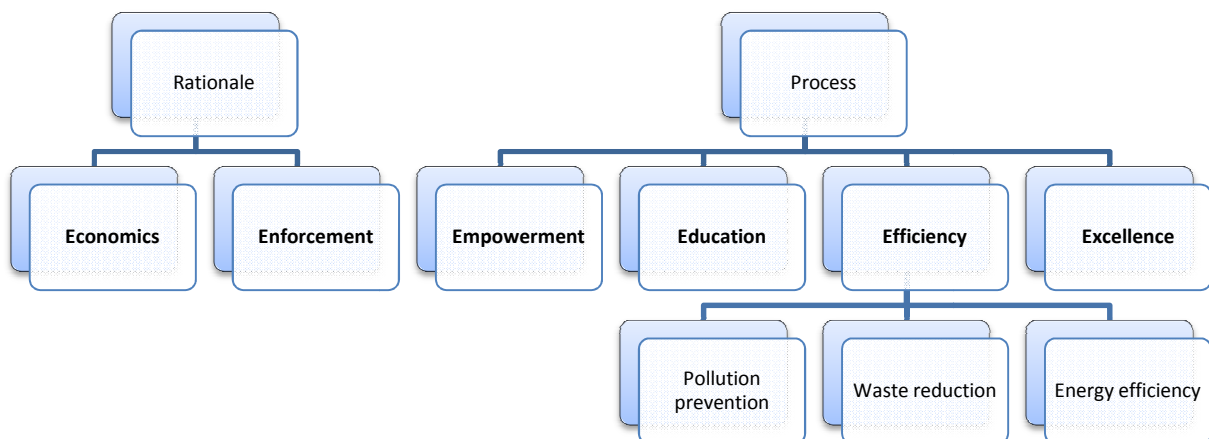 Rationale
Process
Economics
Enforcement
Empowerment
Education
Efficiency
Excellence
Pollution
prevention
Waste reduction
Energy efficiency